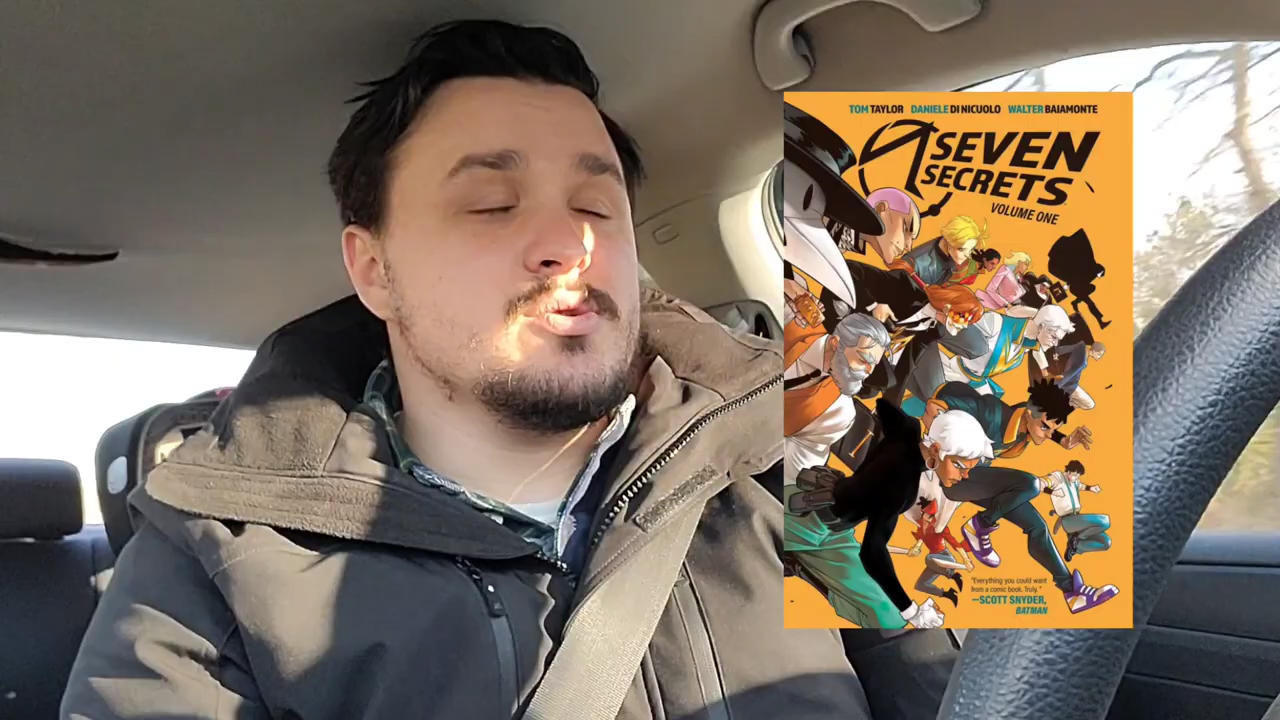 TOM TAYLOR DANIELE DI NICUOLO WALTER BAIAMONTE
SEVEN
SECRETS
VOLUME ONE
"Everything you could want
from a comic book. Truly."
—SCOTT SNYDER,
BATMAN